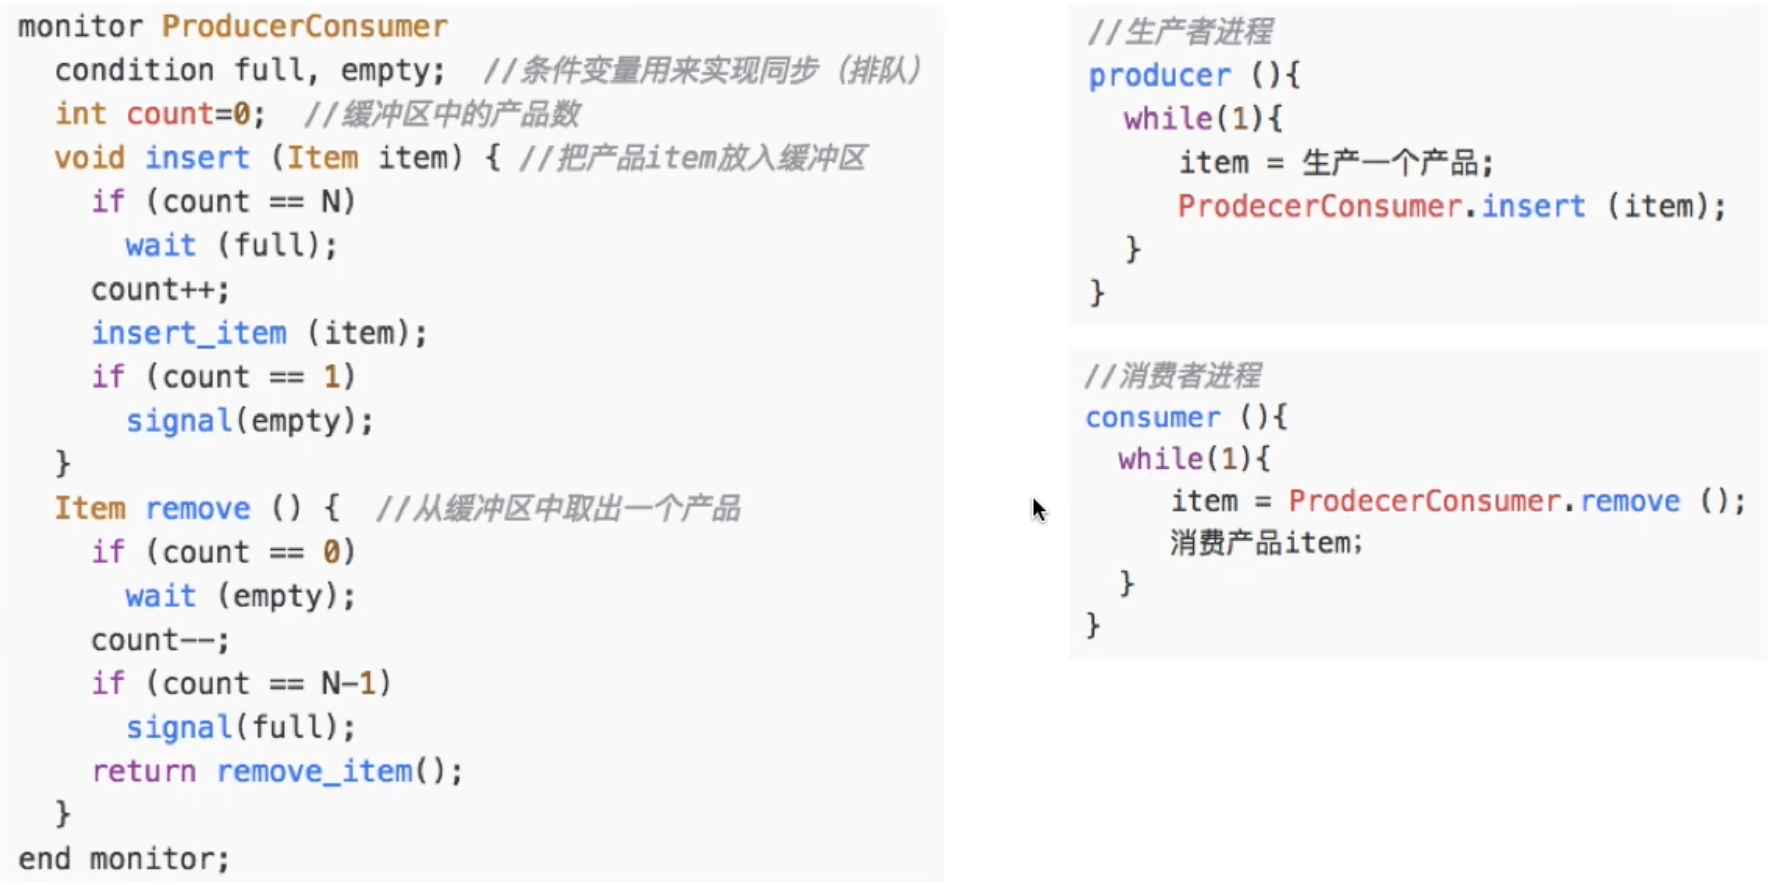 monitor ProducerConsumer
condition full, empty; //条件变量用来实现同步（排队）
int count=0; //缓冲区中的产品数
void insert (Item item) { //把产品item放入缓冲区
if (count == N)
wait (full);
count++;
insert_item (item);
if (count == 1)
signal(empty);
}
Item remove () { //从缓冲区中取出一个产品
if (count == 0)
wait (empty);
count--;
if (count == N-1)
signal(full);
return remove_item();
}
end monitor;
//生产者进程
producer (){
while(1){
item = 生产一个产品;
ProdecerConsumer.insert (item);
}
}
//消费者进程
consumer (){
while(1){
item = ProdecerConsumer.remove ();
消费产品item;
}
}